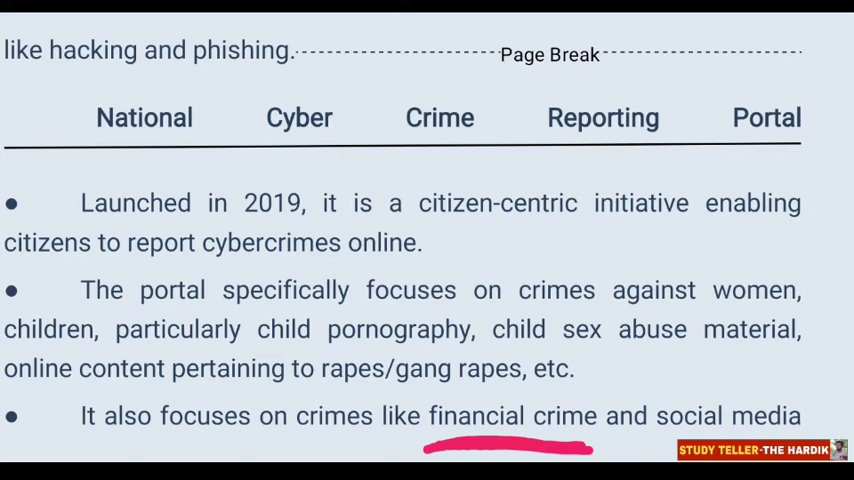 like hacking and phishing.
Page Break
National Cyber Crime Reporting Portal
● Launched in 2019, it is a citizen-centric initiative enabling
citizens to report cybercrimes online.
● The portal specifically focuses on crimes against women,
children, particularly child pornography, child sex abuse material,
online content pertaining to rapes/gang rapes, etc.
● It also focuses on crimes like financial crime and social media
STUDY TELLER-THE HARDIK